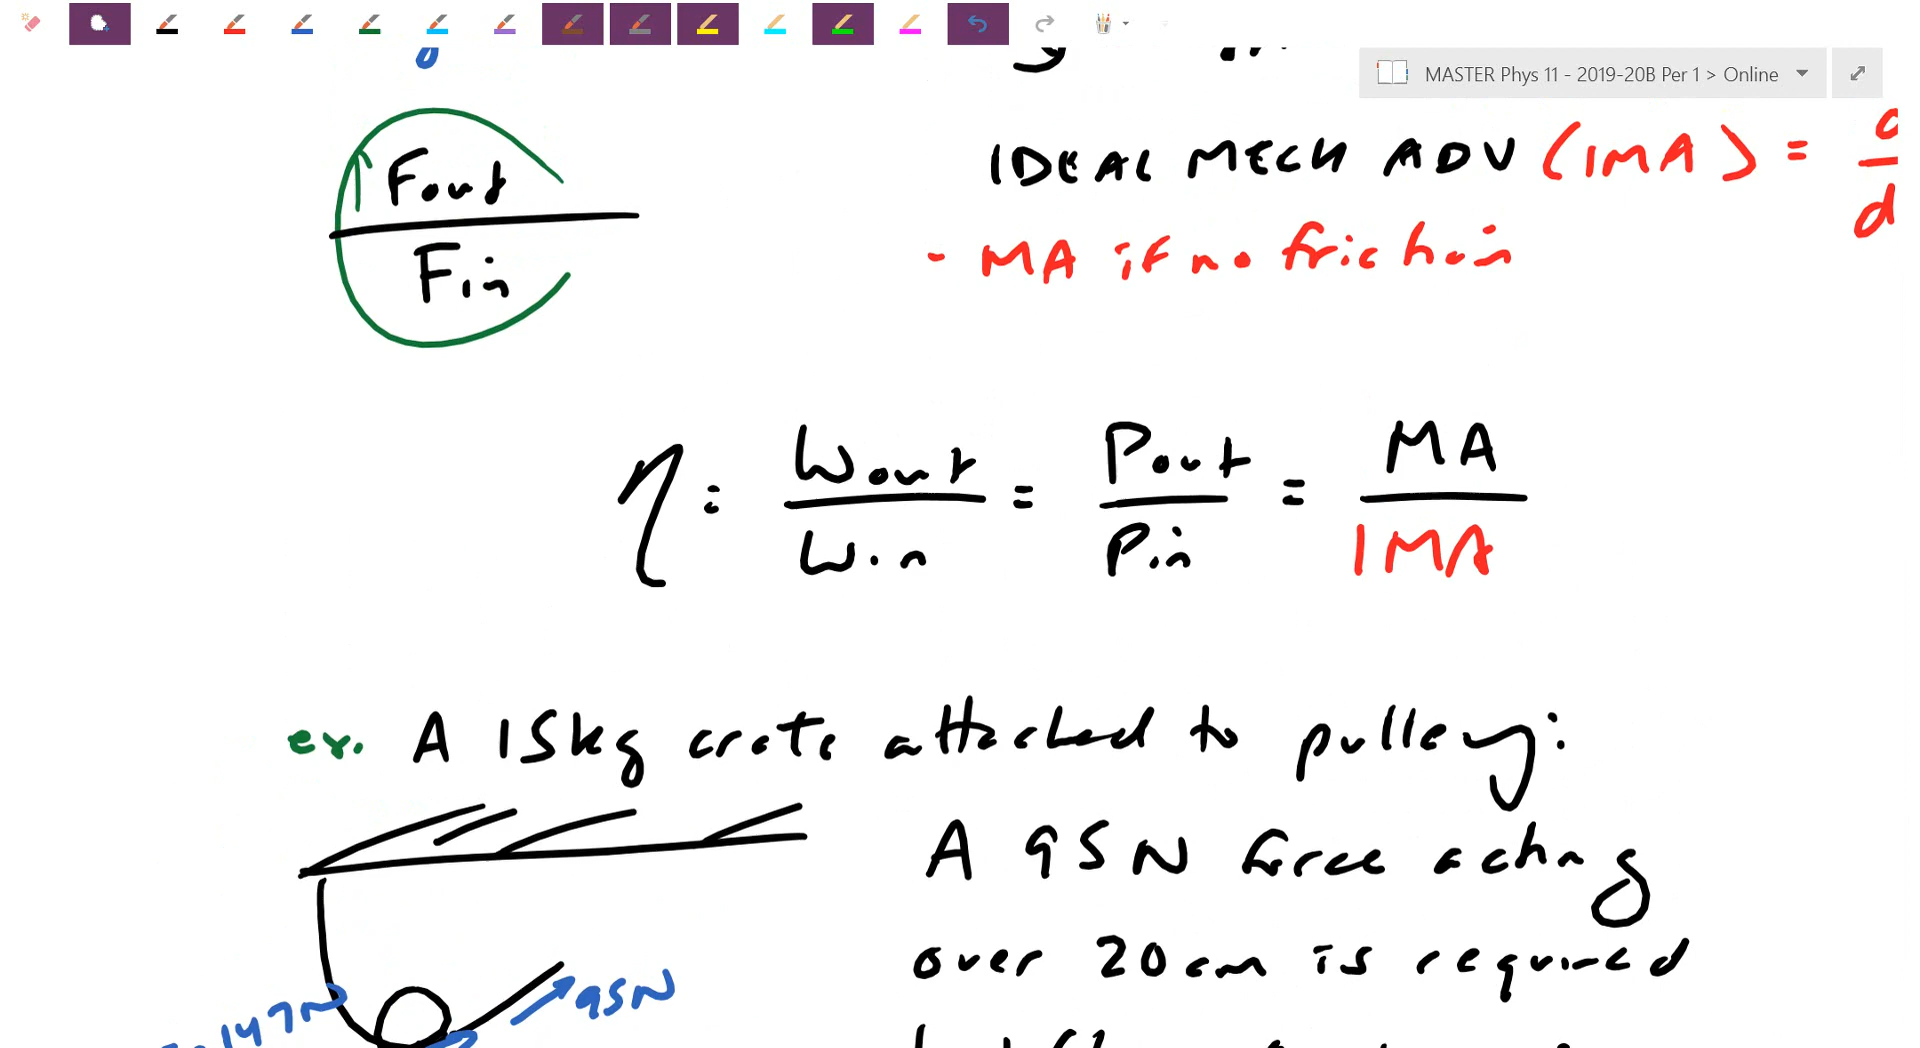 MASTER Phys 11 - 2019-20B Per 1 > Online
Fout
Fin
IDEAL MECH ADV (IMA) =
d
- MA if no friction
η = Wout / Win = Pout / Pin = MA / IMA
ex. A 15kg crate attached to pulley:
A 95N force acting
over 20cm is required
95N
147N